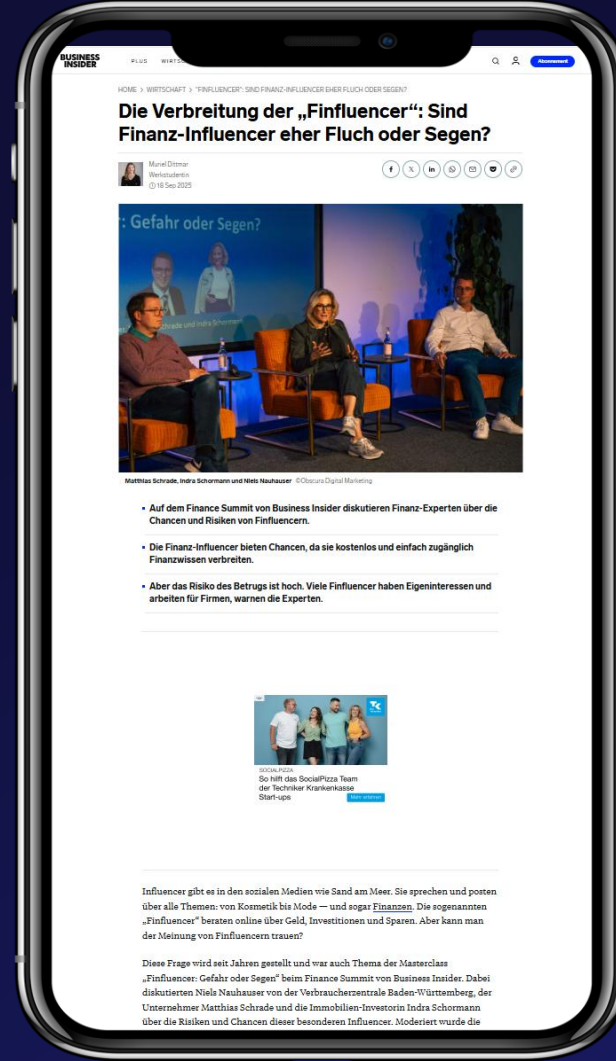 BUSINESS
INSIDER
PLUS
Abonnement
HOME > WIRTSCHAFT > "FINFLUENCER": SIND FINANZ-INFLUENCER EHER FLUCH ODER SEGEN?
Die Verbreitung der „Finfluencer“: Sind
Finanz-Influencer eher Fluch oder Segen?
Muriel Dittmar
Werkstudentin
18 Sep 2025
: Gefahr oder Segen?
schrade und Indra Schormann
Matthias Schrade, Indra Schormann und Niels Nauhauser ©Obscura Digital Marketing
Auf dem Finance Summit von Business Insider diskutieren Finanz-Experten über die
Chancen und Risiken von Finfluencern.
Die Finanz-Influencer bieten Chancen, da sie kostenlos und einfach zugänglich
Finanzwissen verbreiten.
Aber das Risiko des Betrugs ist hoch. Viele Finfluencer haben Eigeninteressen und
arbeiten für Firmen, warnen die Experten.
SOCIALPIZZA
So hilft das SocialPizza Team
der Techniker Krankenkasse
Start-ups
Mehr erfahren
Influencer gibt es in den sozialen Medien wie Sand am Meer. Sie sprechen und posten
über alle Themen: von Kosmetik bis Mode — und sogar Finanzen. Die sogenannten
„Finfluencer“ beraten online über Geld, Investitionen und Sparen. Aber kann man
der Meinung von Finfluencern trauen?
Diese Frage wird seit Jahren gestellt und war auch Thema der Masterclass
„Finfluencer: Gefahr oder Segen“ beim Finance Summit von Business Insider. Dabei
diskutierten Niels Nauhauser von der Verbraucherzentrale Baden-Württemberg, der
Unternehmer Matthias Schrade und die Immobilien-Investorin Indra Schormann
über die Risiken und Chancen dieser besonderen Influencer. Moderiert wurde die